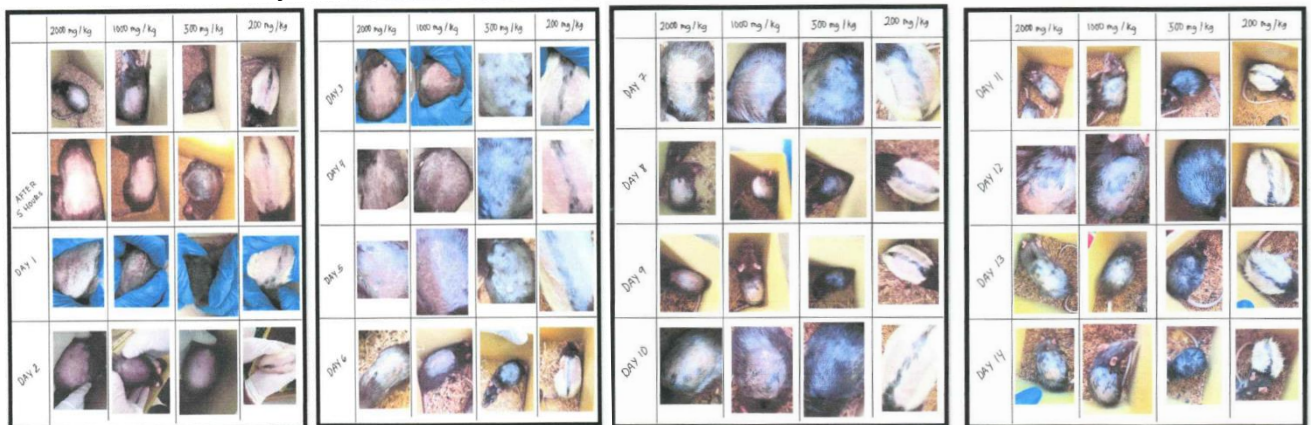 2000 mg/kg 1000 mg/kg 500 mg/kg 200 mg/kg
AFTER
5 HOURS
DAY 1
DAY 2
2000 mg/kg 1000 mg/kg 500 mg/kg 200 mg/kg
DAY 3
DAY 4
DAY 5
DAY 6
2000 mg/kg 1000 mg/kg 500 mg/kg 200 mg/kg
DAY 7
DAY 8
DAY 9
DAY 10
2000 mg/kg 1000 mg/kg 500 mg/kg 200 mg/kg
DAY 11
DAY 12
DAY 13
DAY 14